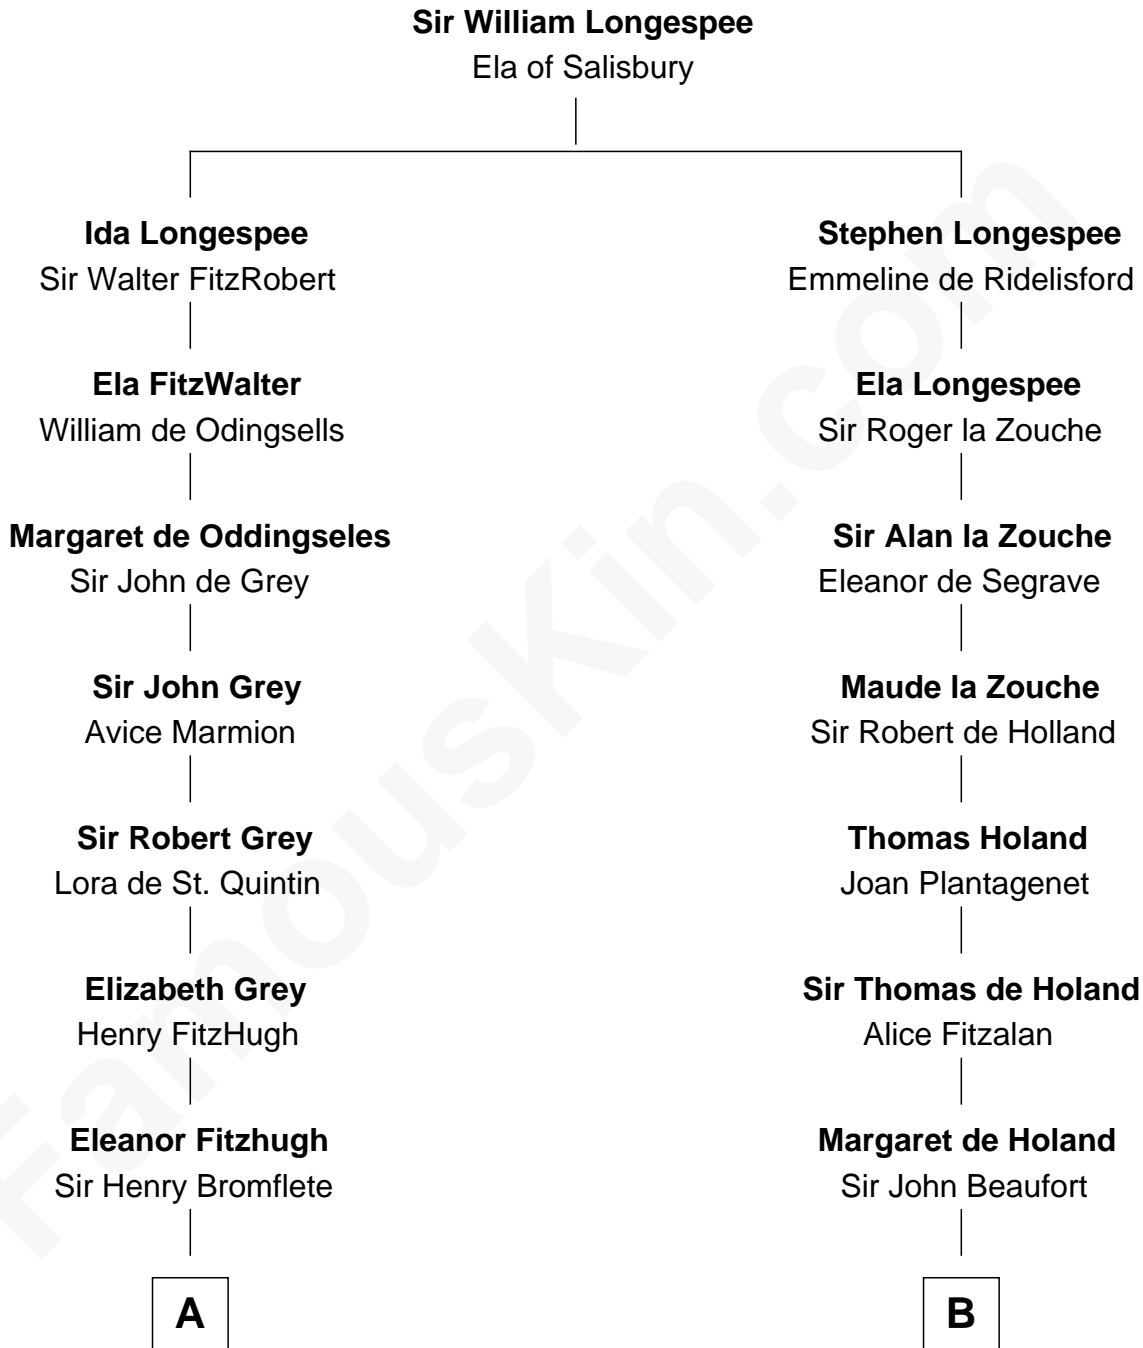 Sir William Longespee
Ela of Salisbury
Ida Longespee
Sir Walter FitzRobert
Ela FitzWalter
William de Odingsells
Margaret de Oddingseles
Sir John de Grey
Sir John Grey
Avice Marmion
Sir Robert Grey
Lora de St. Quintin
Elizabeth Grey
Henry FitzHugh
Eleanor Fitzhugh
Sir Henry Bromflete
A
Stephen Longespee
Emmeline de Ridelisford
Ela Longespee
Sir Roger la Zouche
Sir Alan la Zouche
Eleanor de Segrave
Maude la Zouche
Sir Robert de Holland
Thomas Holand
Joan Plantagenet
Sir Thomas de Holand
Alice Fitzalan
Margaret de Holand
Sir John Beaufort
B
FamousKin.com